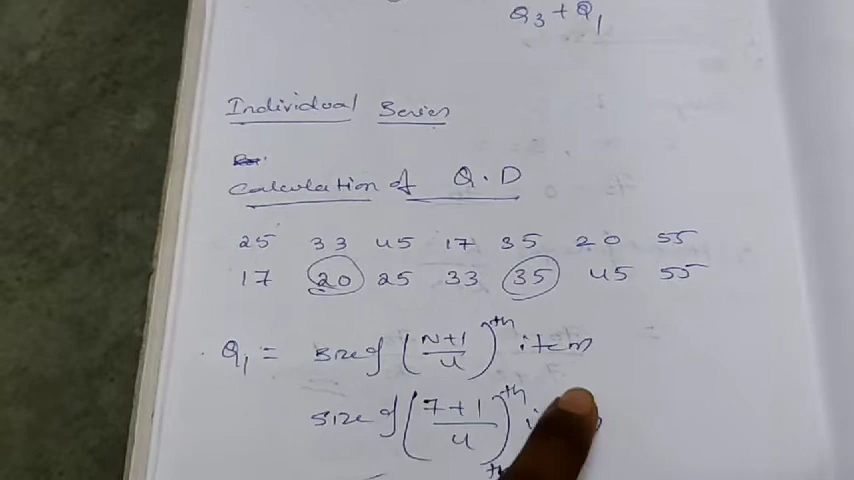 Q3 + Q1
Individual Series
Calculation of Q.D
25 33 45 17 35 20 55
17 20 25 33 35 45 55
Q1 = size of (N+1/4)th item
size of (7+1/4)th
th